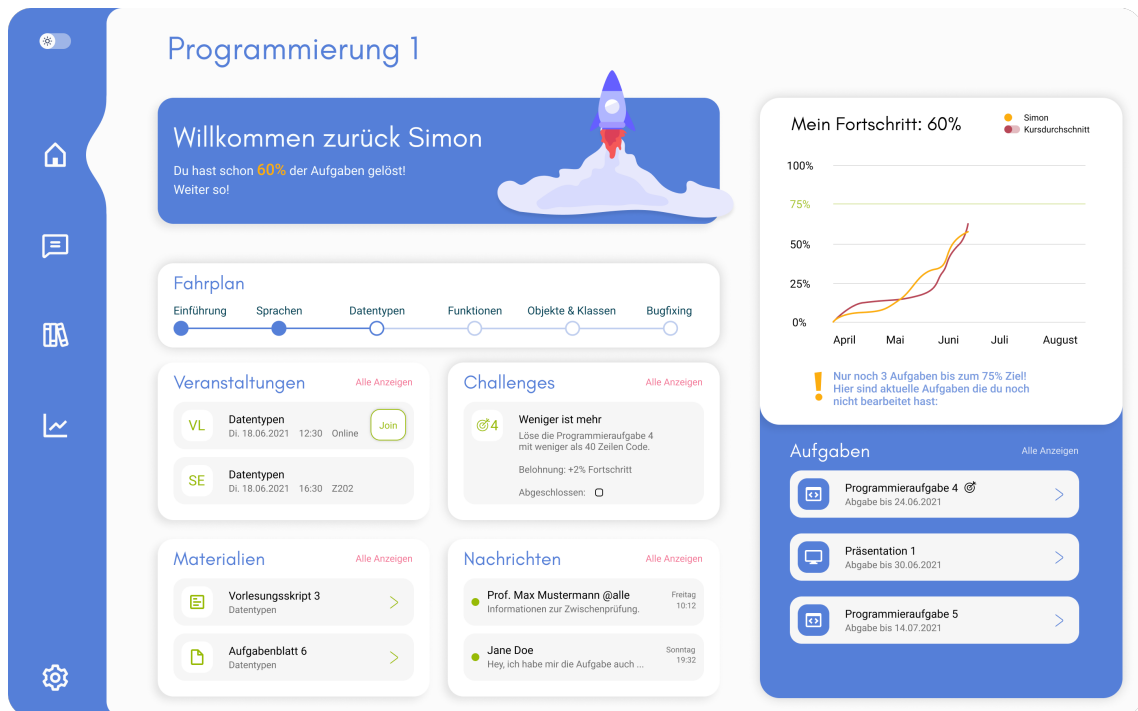 Programmierung 1
Willkommen zurück Simon
Du hast schon 60% der Aufgaben gelöst!
Weiter so!
Fahrplan
Einführung
Sprachen
Datentypen
Funktionen
Objekte & Klassen
Bugfixing
Veranstaltungen
Alle Anzeigen
VL
Datentypen
Di. 18.06.2021 12:30 Online
Join
SE
Datentypen
Di. 18.06.2021 16:30 Z202
Challenges
Alle Anzeigen
4
Weniger ist mehr
Löse die Programmieraufgabe 4
mit weniger als 40 Zeilen Code.
Belohnung: +2% Fortschritt
Abgeschlossen:
Materialien
Alle Anzeigen
Vorlesungsskript 3
Datentypen
Aufgabenblatt 6
Datentypen
Nachrichten
Alle Anzeigen
Prof. Max Mustermann @alle
Informationen zur Zwischenprüfung.
Freitag
10:12
Jane Doe
Hey, ich habe mir die Aufgabe auch ...
Sonntag
19:32
Mein Fortschritt: 60%
Simon
Kursdurchschnitt
100%
75%
50%
25%
0%
April
Mai
Juni
Juli
August
Nur noch 3 Aufgaben bis zum 75% Ziel!
Hier sind aktuelle Aufgaben die du noch
nicht bearbeitet hast:
Aufgaben
Alle Anzeigen
Programmieraufgabe 4
Abgabe bis 24.06.2021
Präsentation 1
Abgabe bis 30.06.2021
Programmieraufgabe 5
Abgabe bis 14.07.2021